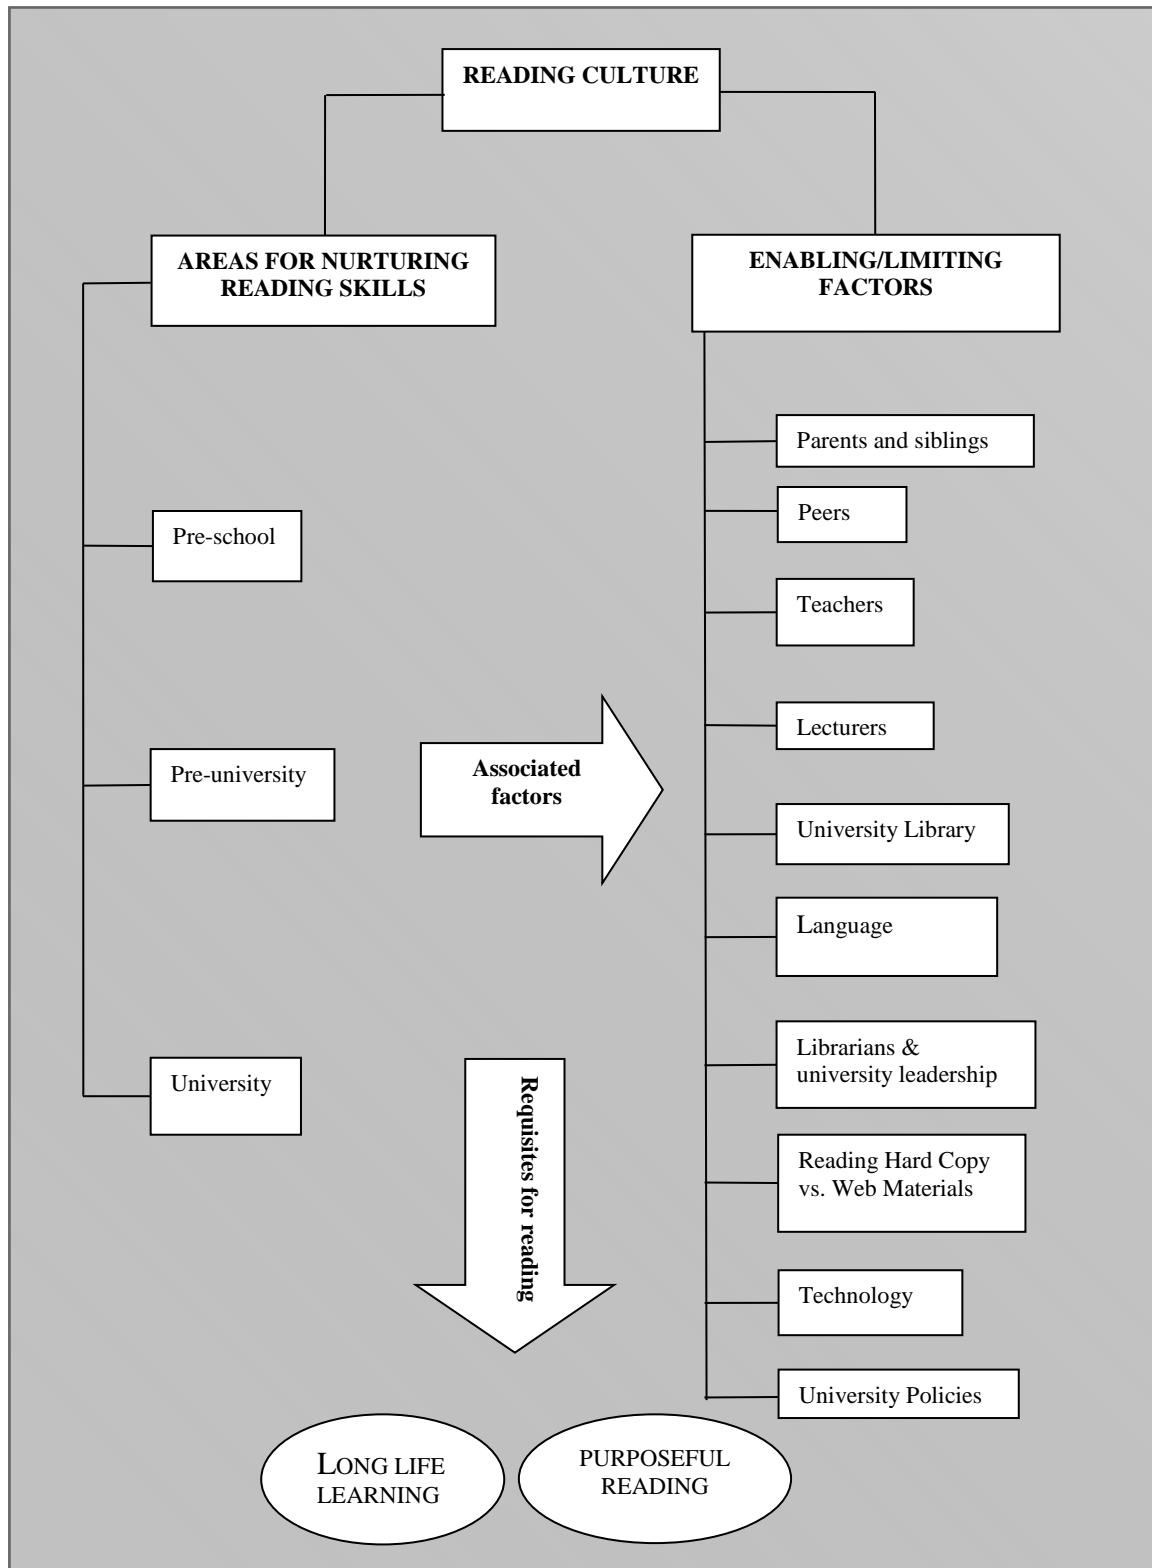 READING CULTURE
AREAS FOR NURTURING
READING SKILLS
ENABLING/LIMITING
FACTORS
Pre-school
Pre-university
University
Associated
factors
Requisites for reading
Parents and siblings
Peers
Teachers
Lecturers
University Library
Language
Librarians &
university leadership
Reading Hard Copy
vs. Web Materials
Technology
University Policies
LONG LIFE
LEARNING
PURPOSEFUL
READING